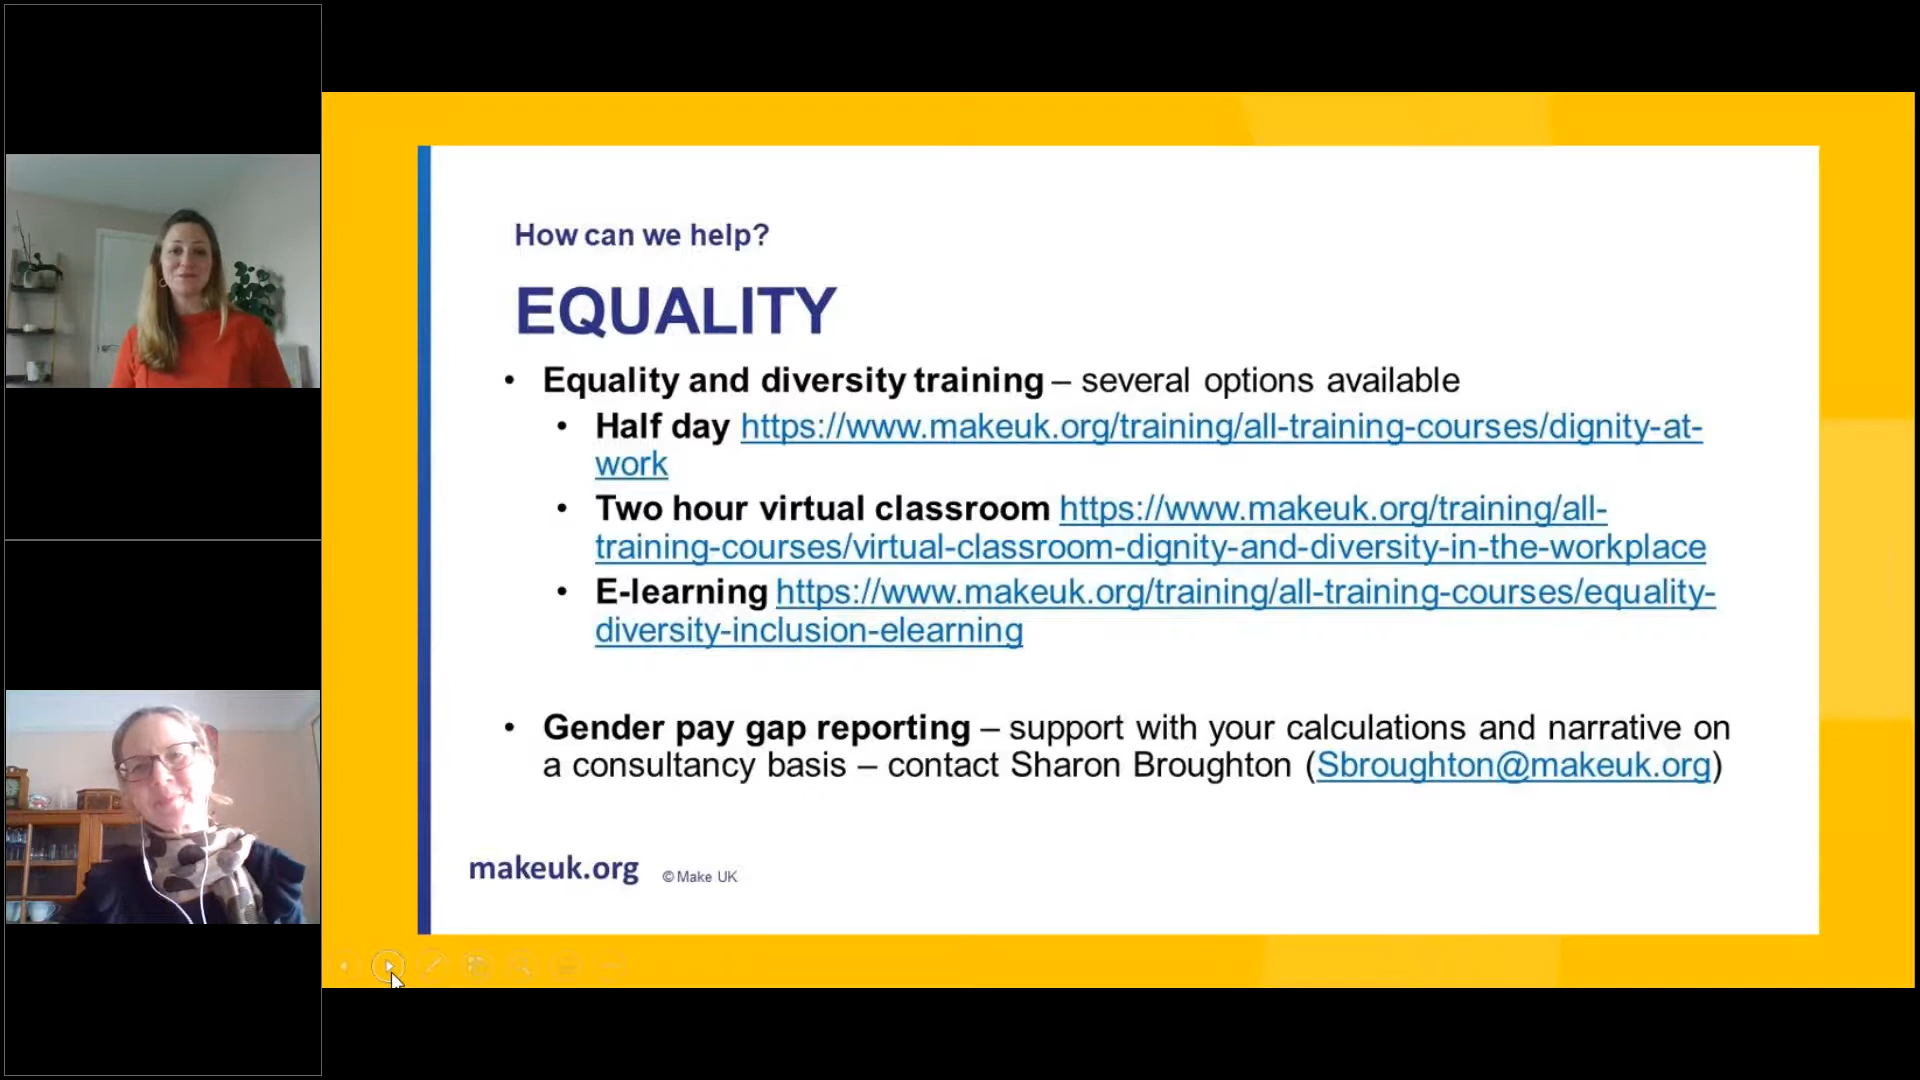 How can we help?
EQUALITY
• Equality and diversity training – several options available
• Half day https://www.makeuk.org/training/all-training-courses/dignity-at-
work
• Two hour virtual classroom https://www.makeuk.org/training/all-
training-courses/virtual-classroom-dignity-and-diversity-in-the-workplace
• E-learning https://www.makeuk.org/training/all-training-courses/equality-
diversity-inclusion-elearning
• Gender pay gap reporting – support with your calculations and narrative on
a consultancy basis – contact Sharon Broughton (Sbroughton@makeuk.org)
makeuk.org © Make UK